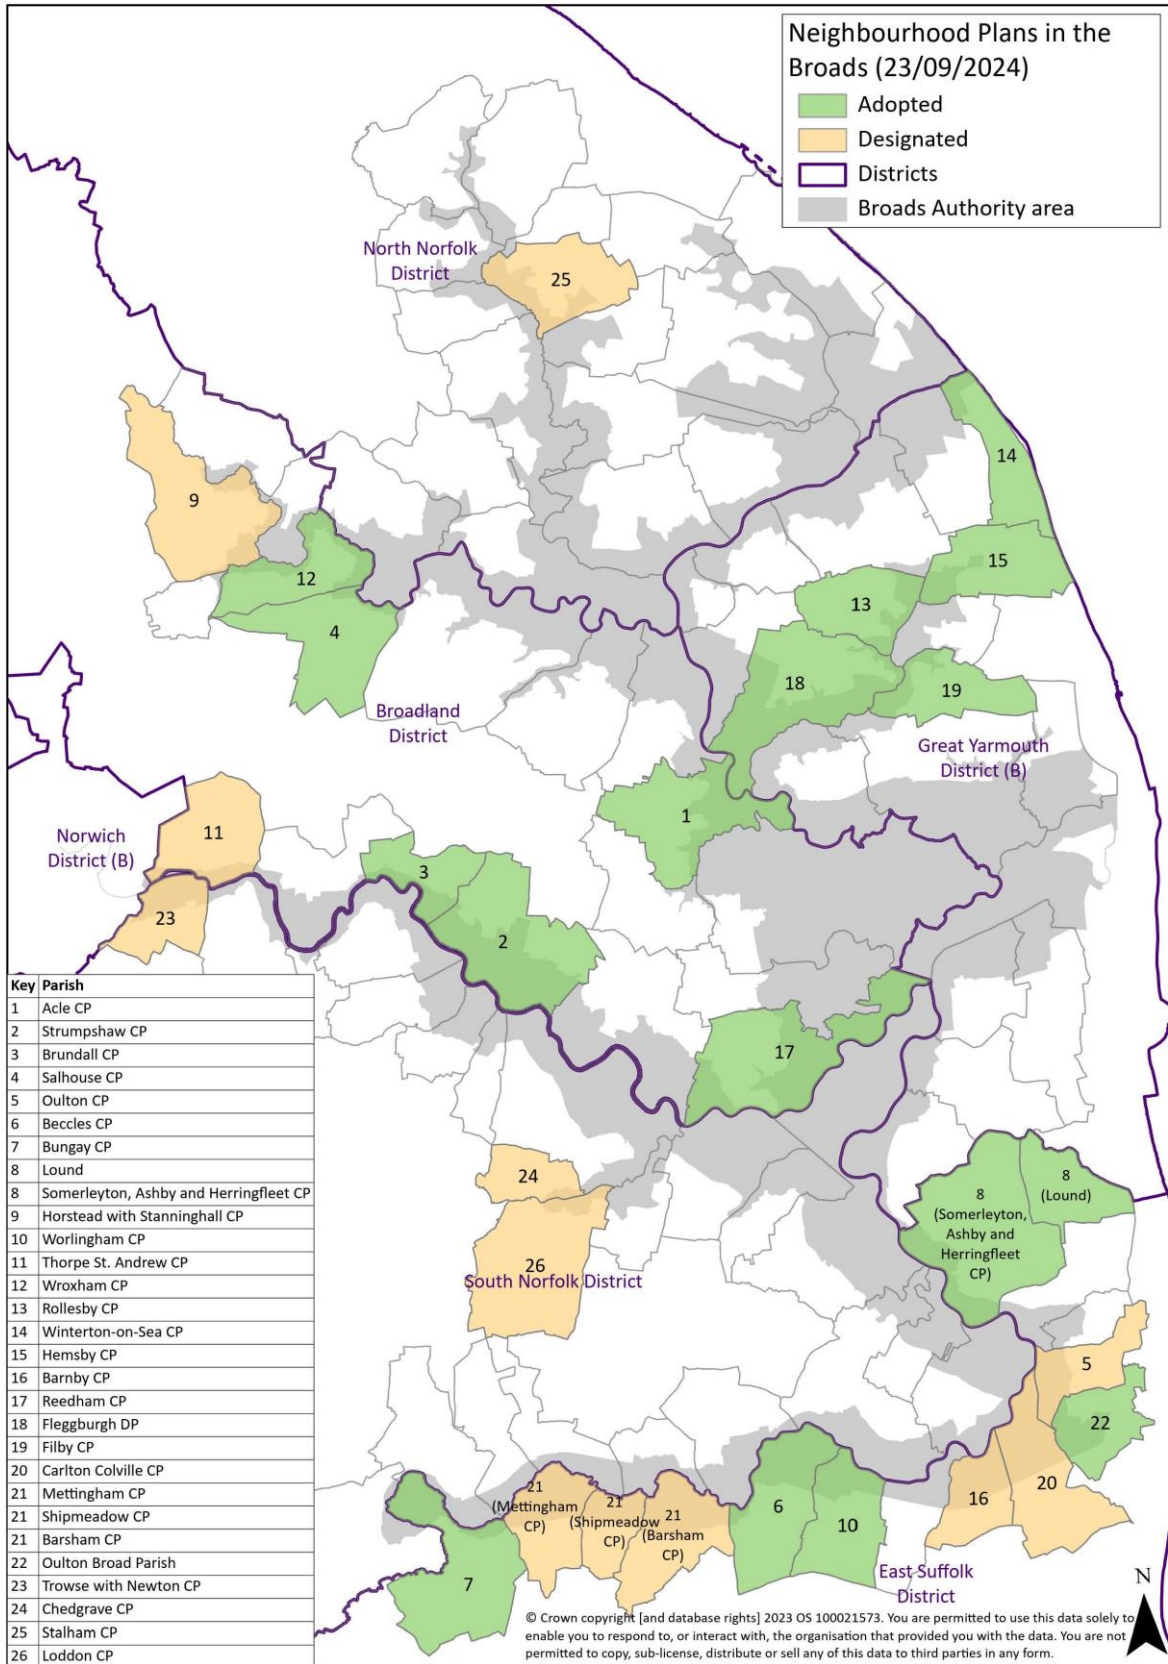 Neighbourhood Plans in the
Broads (23/09/2024)
Adopted
Designated
Districts
Broads Authority area
North Norfolk
District
25
14
9
15
12
13
4
18
19
Broadland
District
Great Yarmouth
District (B)
1
11
Norwich
District (B)
3
23
2
17
24
8
(Lound)
8
(Somerleyton,
Ashby and
Herringfleet
CP)
26
South Norfolk District
5
22
21
(Mettingham
CP)
21
(Shipmeadow
CP)
21
(Barsham
CP)
6
10
16
20
7
East Suffolk
District
N
Key Parish
1 Acle CP
2 Strumpshaw CP
3 Brundall CP
4 Salhouse CP
5 Oulton CP
6 Beccles CP
7 Bungay CP
8 Lound
8 Somerleyton, Ashby and Herringfleet CP
9 Horstead with Stanninghall CP
10 Worlingham CP
11 Thorpe St. Andrew CP
12 Wroxham CP
13 Rollesby CP
14 Winterton-on-Sea CP
15 Hemsby CP
16 Barnby CP
17 Reedham CP
18 Fleggburgh DP
19 Filby CP
20 Carlton Colville CP
21 Mettingham CP
21 Shipmeadow CP
21 Barsham CP
22 Oulton Broad Parish
23 Trowse with Newton CP
24 Chedgrave CP
25 Stalham CP
26 Loddon CP
© Crown copyright [and database rights] 2023 OS 100021573. You are permitted to use this data solely to
enable you to respond to, or interact with, the organisation that provided you with the data. You are not
permitted to copy, sub-license, distribute or sell any of this data to third parties in any form.